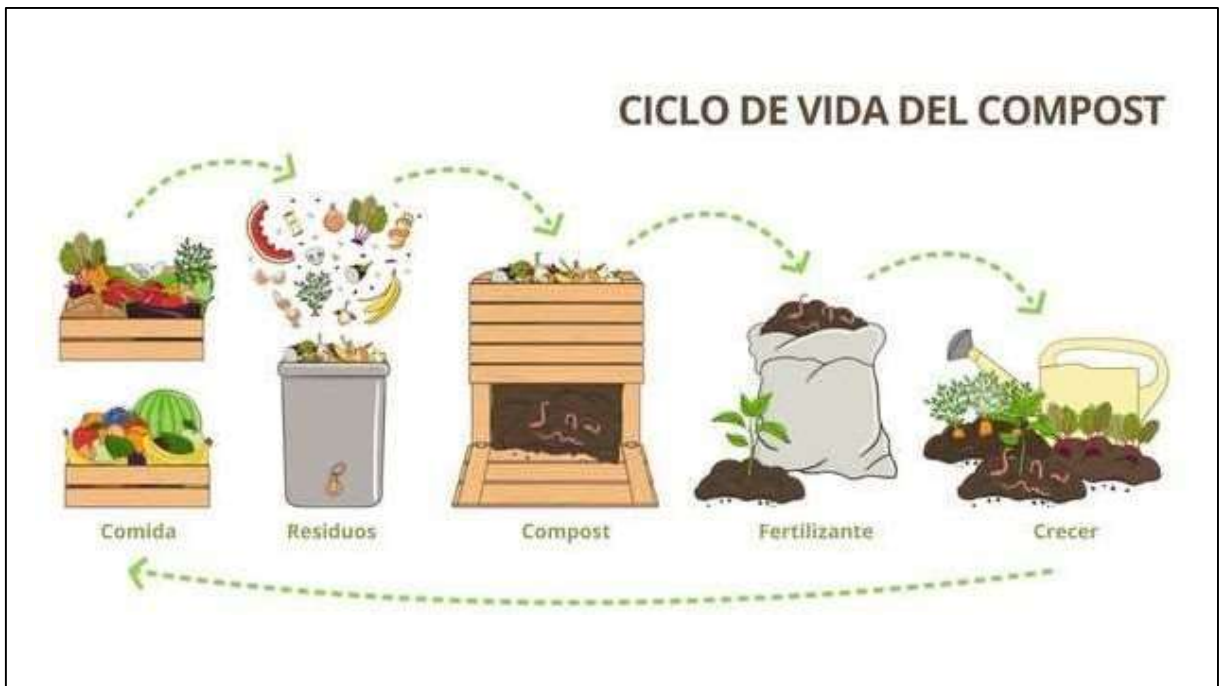 CICLO DE VIDA DEL COMPOST
Comida
Residuos
Compost
Fertilizante
Crecer